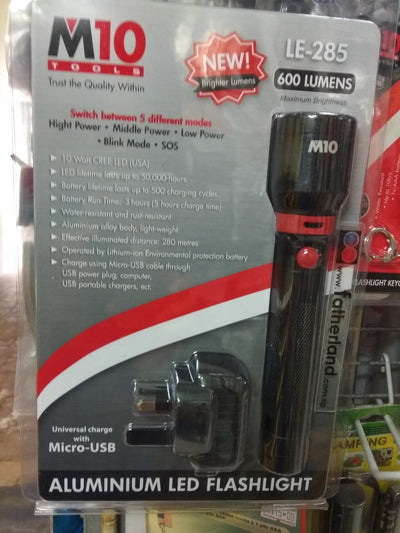 M10
TOOLS
Trust the Quality Within
NEW!
Brighter Lumens
LE-285
600 LUMENS
Maximum Brightness
Switch between 5 different modes
Hight Power • Middle Power • Low Power
• Blink Mode • SOS
10 Watt CREE LED (USA)
LED lifetime lasts up to 50,000 hours
Battery lifetime lasts up to 500 charging cycles
Battery Run Time: 3 hours (5 hours charge time)
Water-resistant and rust-resistant
Aluminium alloy body, light-weight
Effective illuminated distance: 280 metres
Operated by Lithium-ion Environmental protection battery
Charge using Micro-USB cable through
USB power plug, computer,
USB portable chargers, ect.
M10
www.fatherland.com.sg
Universal charge
with
Micro-USB
ALUMINIUM LED FLASHLIGHT
FLASHLIGHT KEYC
AMPING